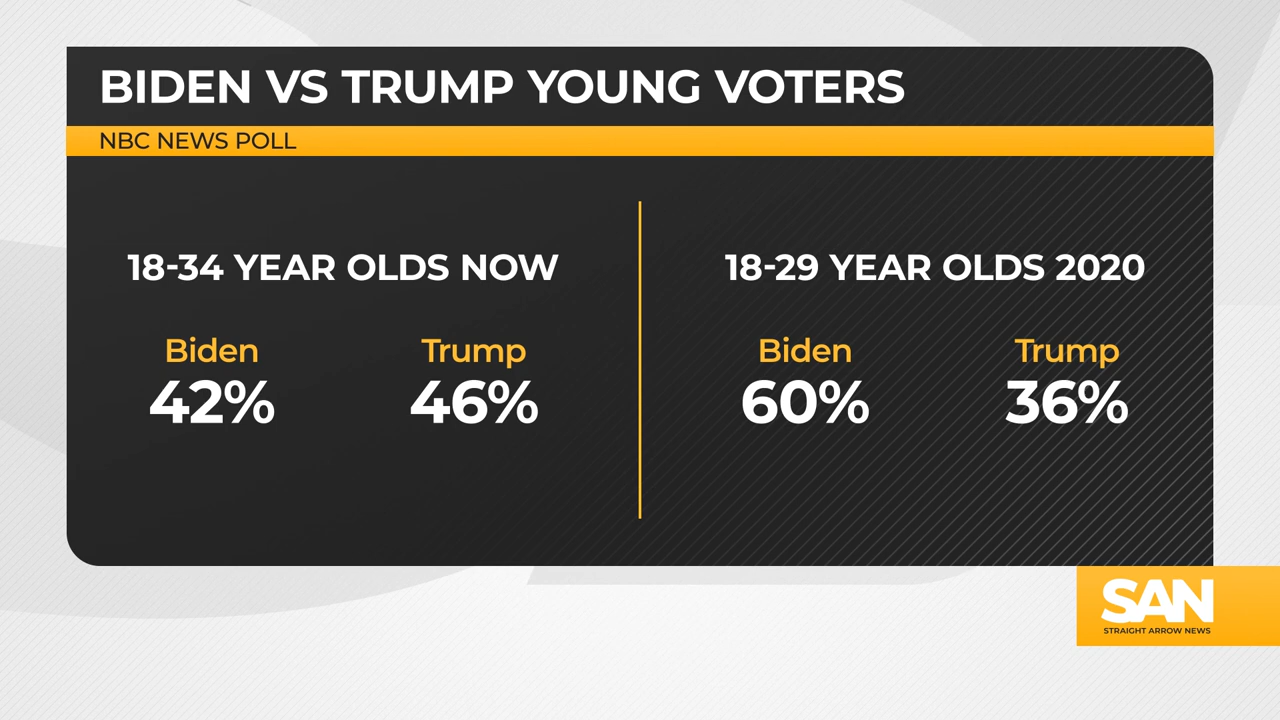 BIDEN VS TRUMP YOUNG VOTERS
NBC NEWS POLL
18-34 YEAR OLDS NOW
Biden Trump
42% 46%
18-29 YEAR OLDS 2020
Biden Trump
60% 36%
SAN
STRAIGHT ARROW NEWS